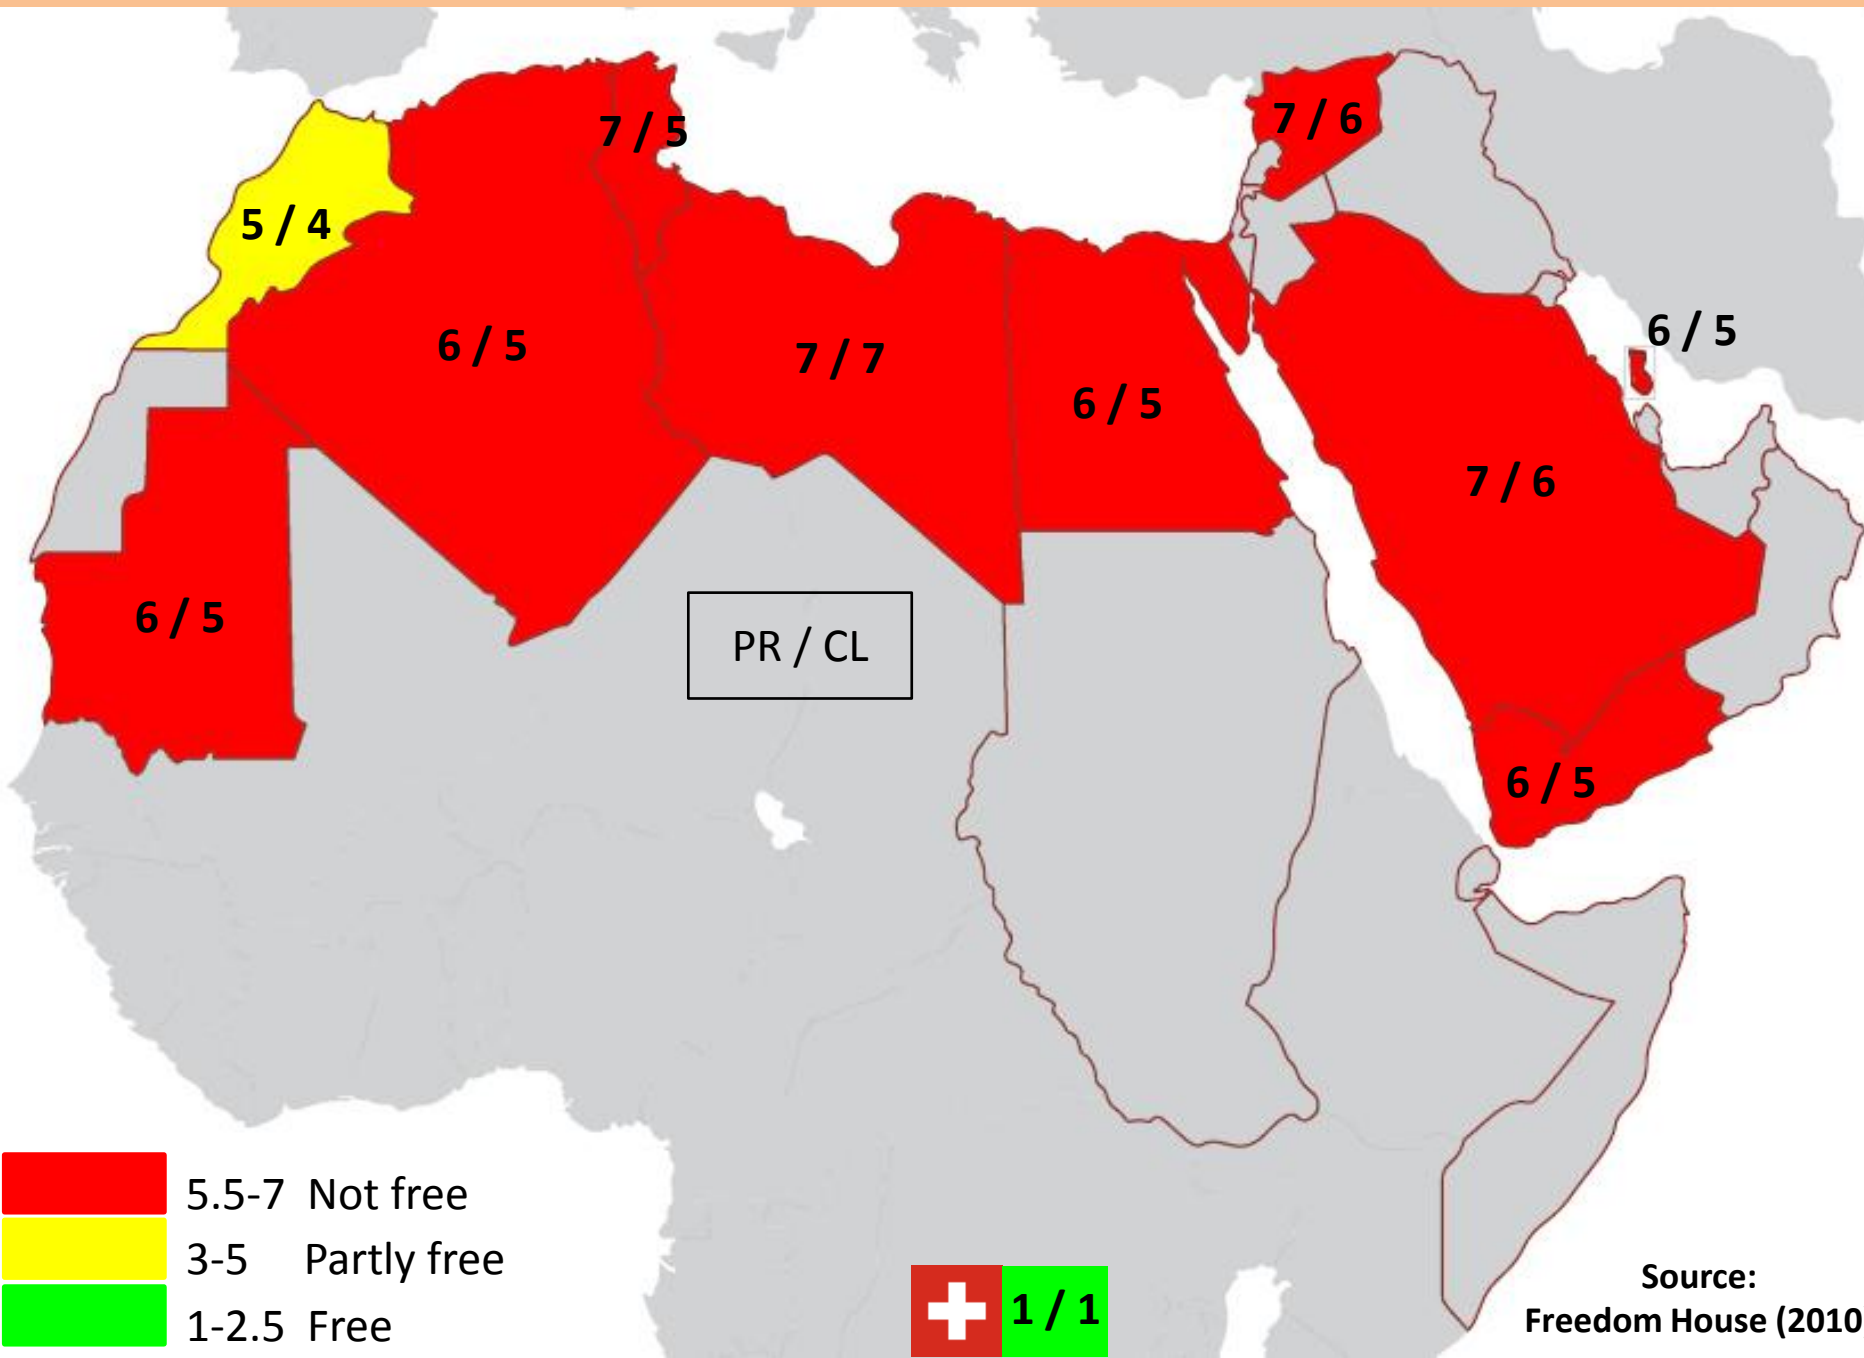 7 / 5
7 / 6
5 / 4
6 / 5
7 / 7
6 / 5
6 / 5
7 / 6
6 / 5
PR / CL
6 / 5
5.5-7 Not free
3-5 Partly free
1-2.5 Free
1 / 1
Source:
Freedom House (2010